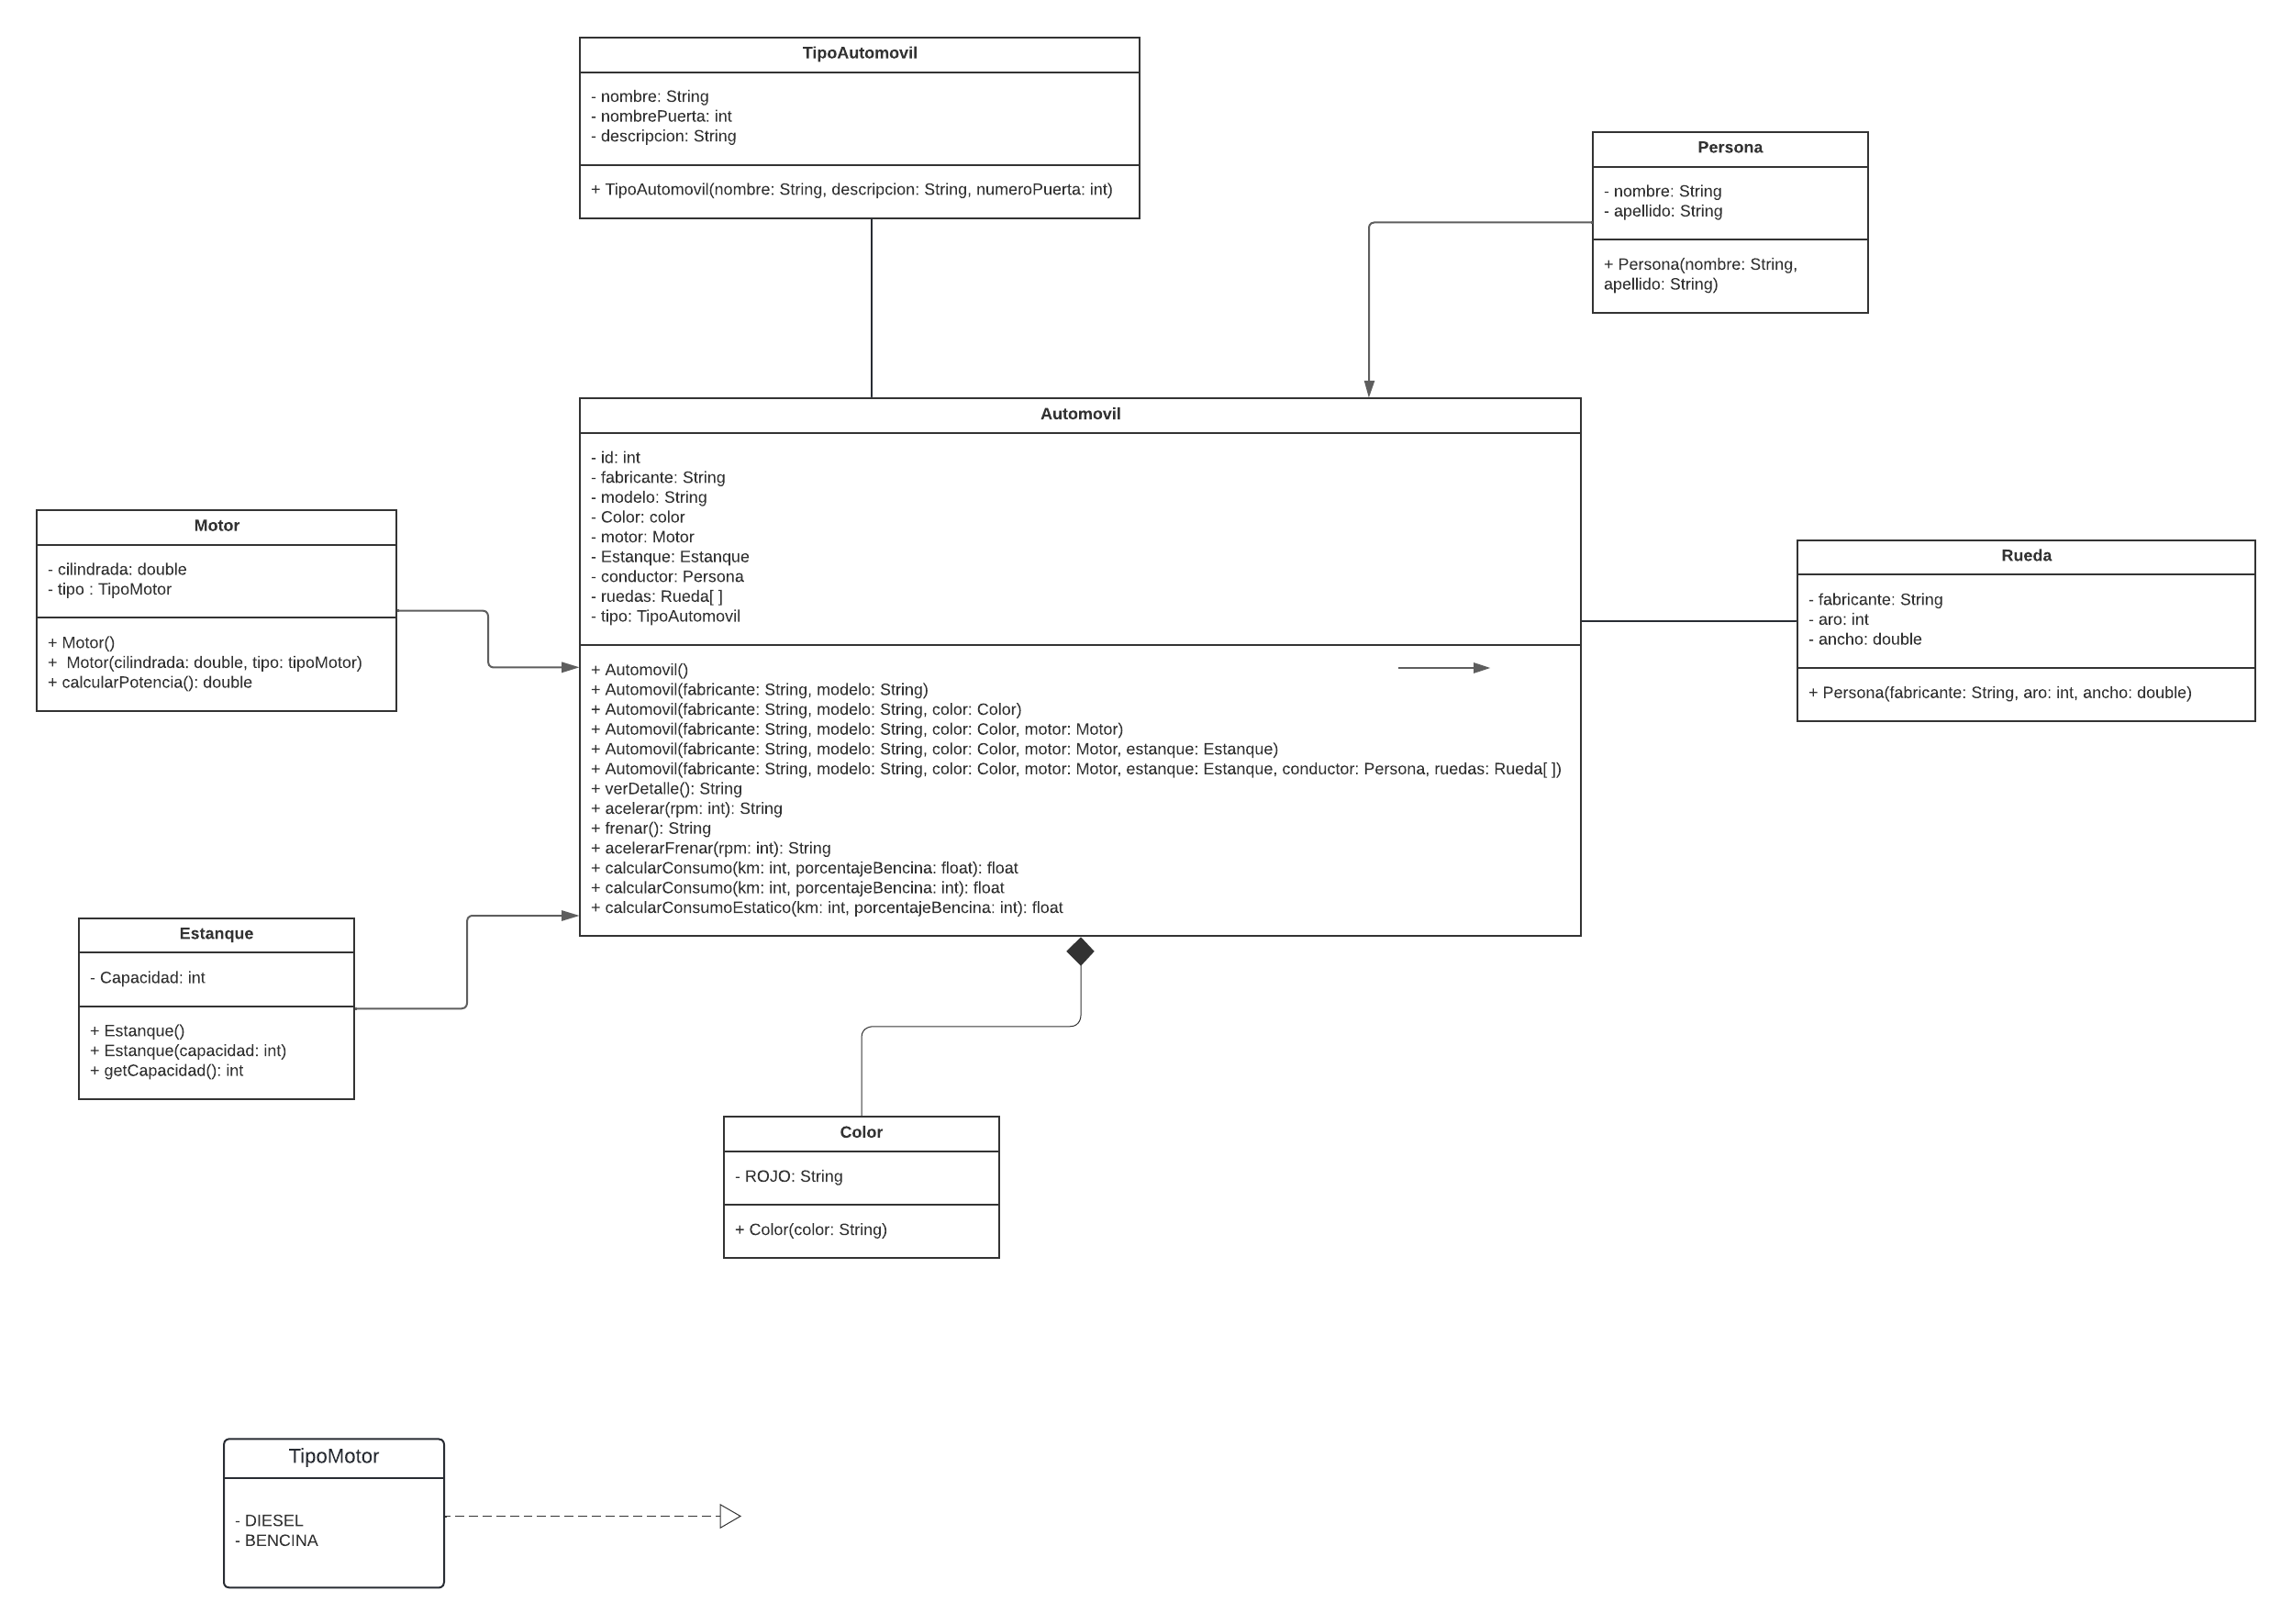 TipoAutomovil
- nombre: String
- nombrePuerta: int
- descripcion: String
+ TipoAutomovil(nombre: String, descripcion: String, numeroPuerta: int)
Persona
- nombre: String
- apellido: String
+ Persona(nombre: String,
apellido: String)
Automovil
- id: int
- fabricante: String
- modelo: String
- Color: color
- motor: Motor
- Estanque: Estanque
- conductor: Persona
- ruedas: Rueda[ ]
- tipo: TipoAutomovil
+ Automovil()
+ Automovil(fabricante: String, modelo: String)
+ Automovil(fabricante: String, modelo: String, color: Color)
+ Automovil(fabricante: String, modelo: String, color: Color, motor: Motor)
+ Automovil(fabricante: String, modelo: String, color: Color, motor: Motor, estanque: Estanque)
+ Automovil(fabricante: String, modelo: String, color: Color, motor: Motor, estanque: Estanque, conductor: Persona, ruedas: Rueda[ ])
+ verDetalle(): String
+ acelerar(rpm: int): String
+ frenar(): String
+ acelerarFrenar(rpm: int): String
+ calcularConsumo(km: int, porcentajeBencina: float): float
+ calcularConsumo(km: int, porcentajeBencina: int): float
+ calcularConsumoEstatico(km: int, porcentajeBencina: int): float
Motor
- cilindrada: double
- tipo : TipoMotor
+ Motor()
+  Motor(cilindrada: double, tipo: tipoMotor)
+ calcularPotencia(): double
Rueda
- fabricante: String
- aro: int
- ancho: double
+ Persona(fabricante: String, aro: int, ancho: double)
Estanque
- Capacidad: int
+ Estanque()
+ Estanque(capacidad: int)
+ getCapacidad(): int
Color
- ROJO: String
+ Color(color: String)
TipoMotor
- DIESEL
- BENCINA